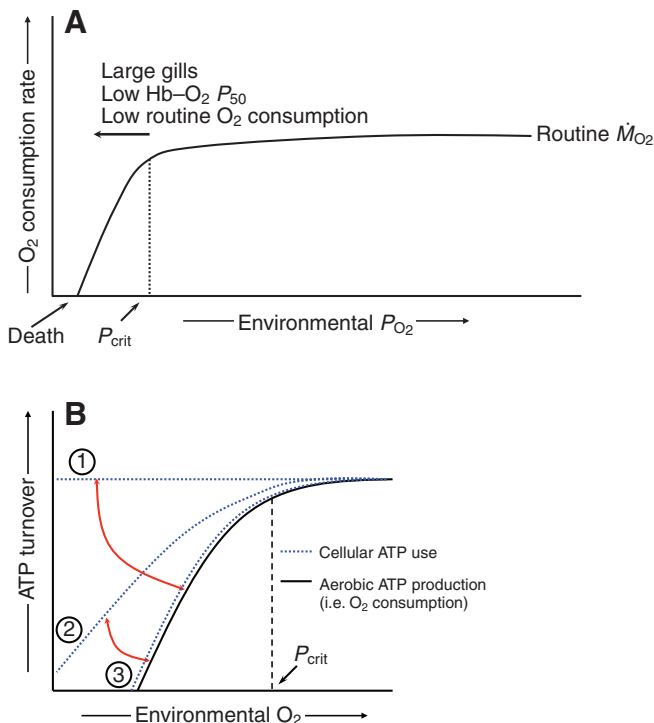 A
Large gills
Low Hb–O2 P50
Low routine O2 consumption
Routine ṀO2
O2 consumption rate
Death
Pcrit
Environmental PO2
B
1
2
3
ATP turnover
Cellular ATP use
Aerobic ATP production
(i.e. O2 consumption)
Pcrit
Environmental O2